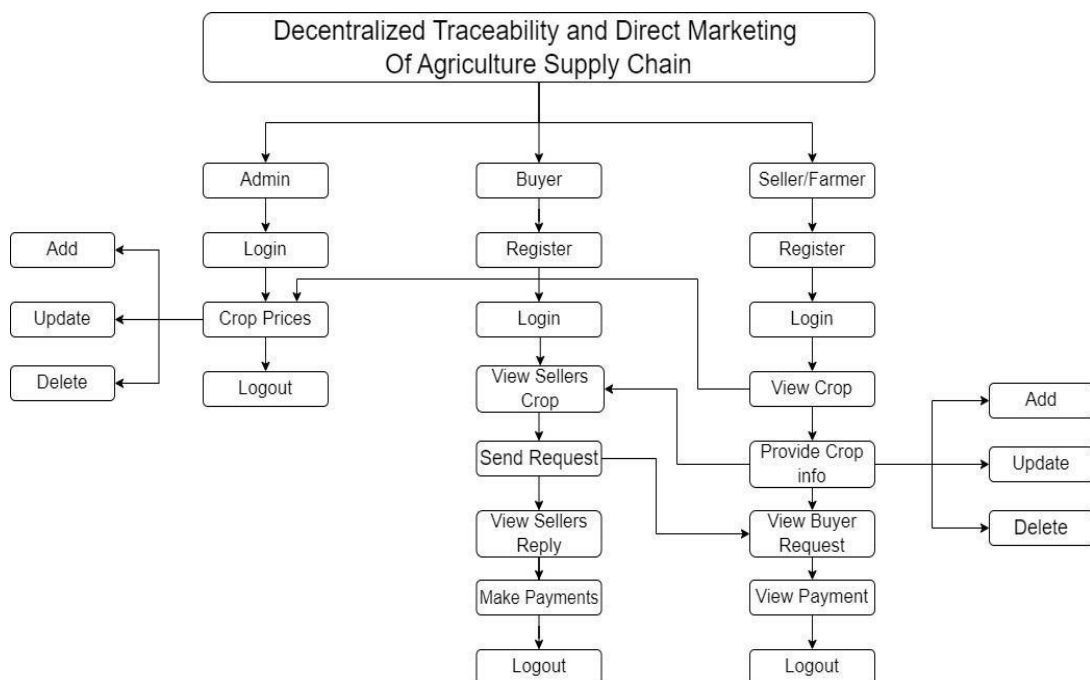 Decentralized Traceability and Direct Marketing
Of Agriculture Supply Chain
Admin
Buyer
Seller/Farmer
Add
Login
Register
Register
Update
Crop Prices
Login
Login
Delete
Logout
View Sellers
Crop
View Crop
Add
Send Request
Provide Crop
info
Update
View Sellers
Reply
View Buyer
Request
Delete
Make Payments
View Payment
Logout
Logout